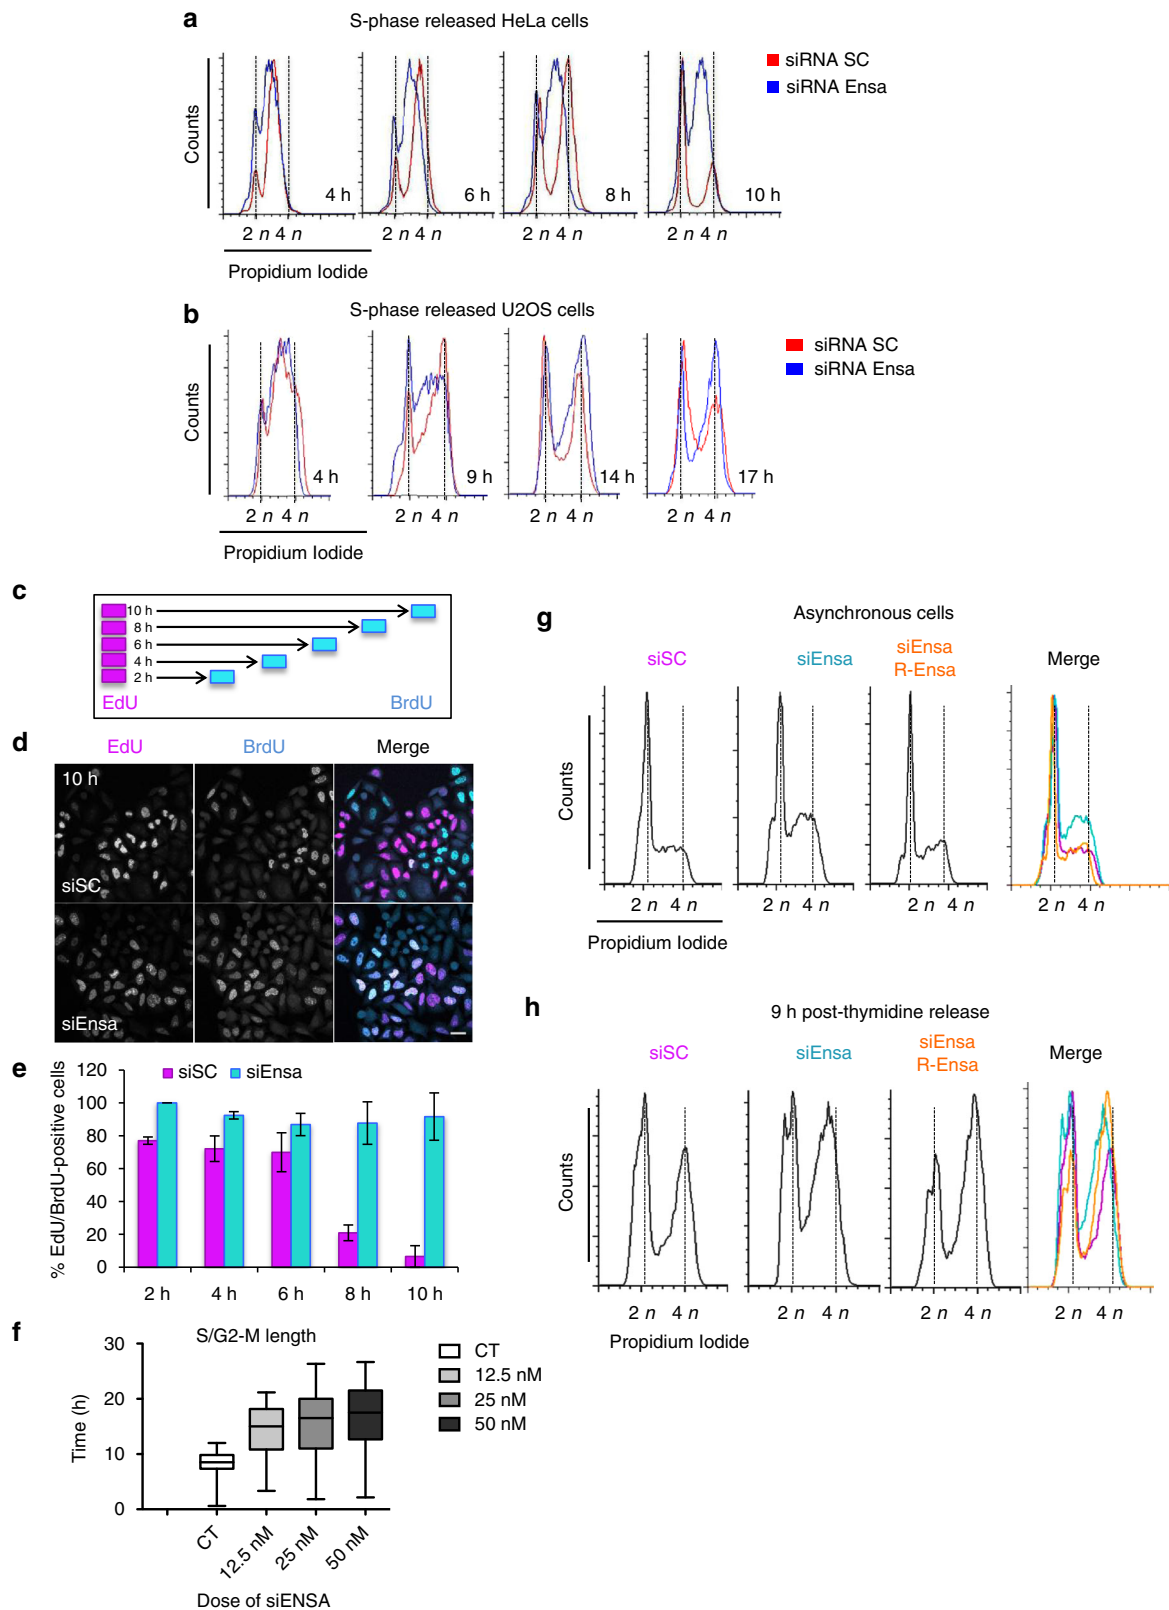 a
S-phase released HeLa cells
siRNA SC
siRNA Ensa
Counts
4 h
6 h
8 h
10 h
2 n 4 n
2 n 4 n
2 n 4 n
2 n 4 n
Propidium Iodide
b
S-phase released U2OS cells
siRNA SC
siRNA Ensa
Counts
4 h
9 h
14 h
17 h
2 n 4 n
2 n 4 n
2 n 4 n
2 n 4 n
Propidium Iodide
c
10 h
8 h
6 h
4 h
2 h
EdU
BrdU
d
EdU
BrdU
Merge
10 h
siSC
siEnsa
e
% EdU/BrdU-positive cells
120
100
80
60
40
20
0
siSC
siEnsa
2 h
4 h
6 h
8 h
10 h
f
S/G2-M length
Time (h)
30
20
10
0
CT
12.5 nM
25 nM
50 nM
CT
12.5 nM
25 nM
50 nM
Dose of siENSA
g
Asynchronous cells
siSC
siEnsa
siEnsa
R-Ensa
Merge
Counts
2 n 4 n
2 n 4 n
2 n 4 n
2 n 4 n
Propidium Iodide
h
9 h post-thymidine release
siSC
siEnsa
siEnsa
R-Ensa
Merge
Counts
2 n 4 n
2 n 4 n
2 n 4 n
2 n 4 n
Propidium Iodide